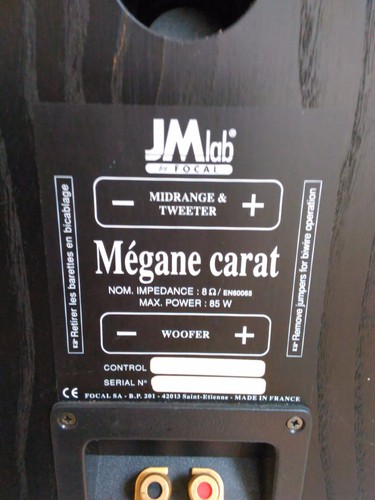 JMlab®
by FOCAL
− MIDRANGE & +
TWEETER
☞ Retirer les barettes en bicablage
Mégane carat
☞ Remove jumpers for biwire operation
NOM. IMPEDANCE : 8 Ω / EN60065
MAX. POWER : 85 W
− WOOFER +
CONTROL
SERIAL N°
CE FOCAL SA - B.P. 201 - 42013 Saint-Etienne - MADE IN FRANCE